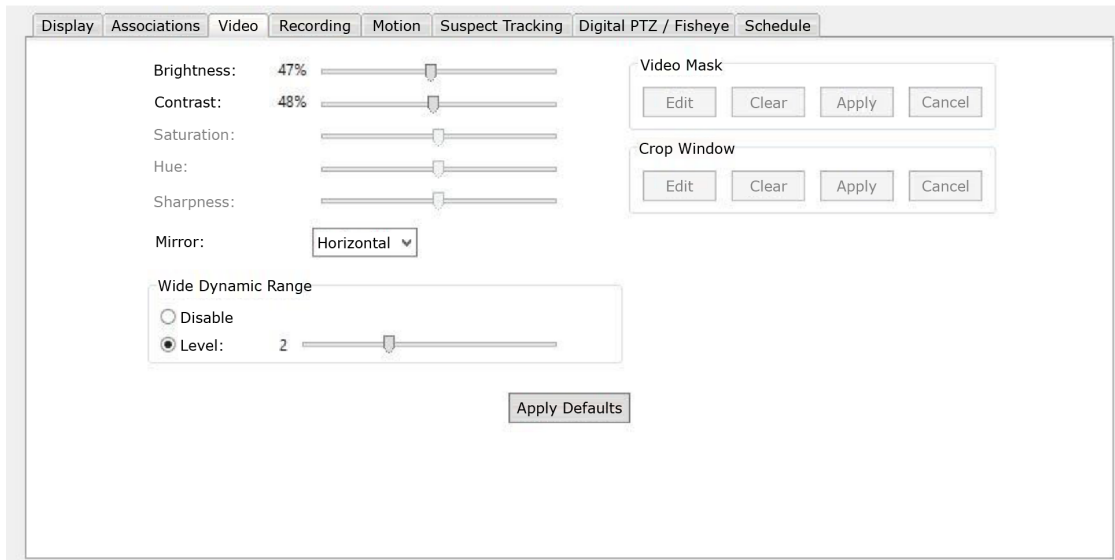 Display Associations Video Recording Motion Suspect Tracking Digital PTZ / Fisheye Schedule
Brightness: 47%
Contrast: 48%
Saturation:
Hue:
Sharpness:
Mirror: Horizontal
Wide Dynamic Range
Disable
Level: 2
Video Mask
Edit Clear Apply Cancel
Crop Window
Edit Clear Apply Cancel
Apply Defaults